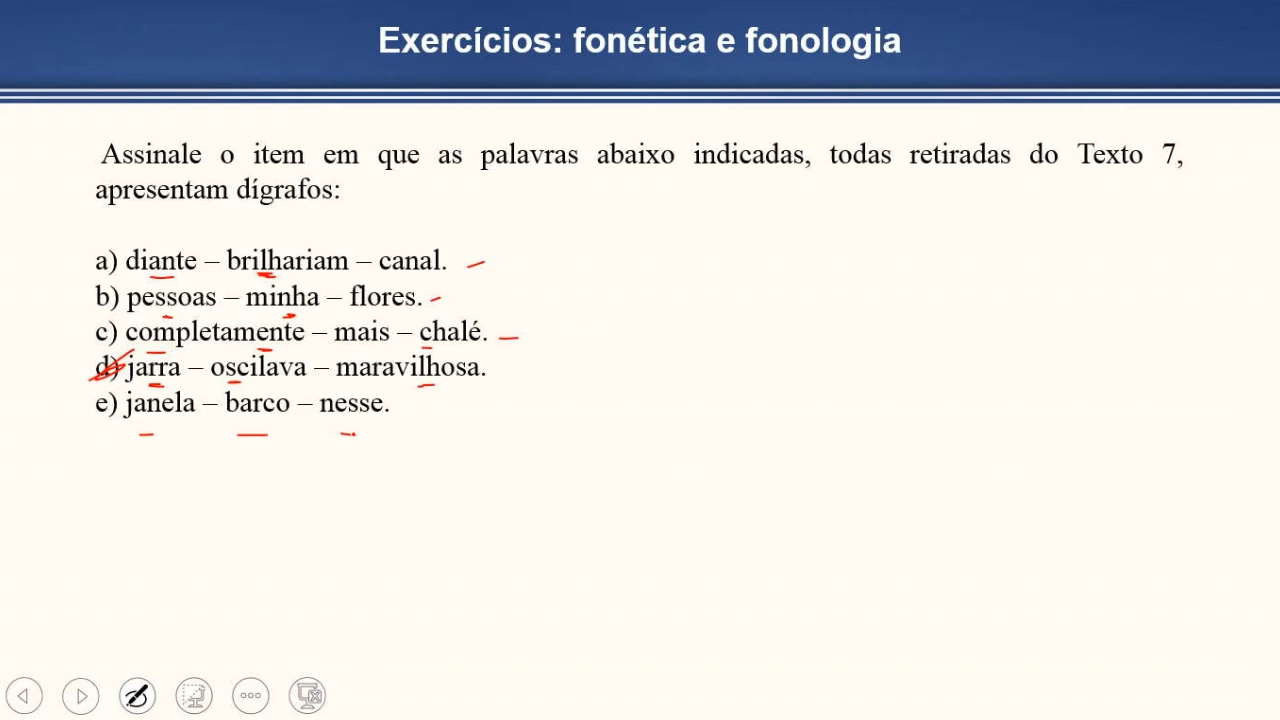 Exercícios: fonética e fonologia
Assinale o item em que as palavras abaixo indicadas, todas retiradas do Texto 7,
apresentam dígrafos:
a) diante – brilhariam – canal.
b) pessoas – minha – flores.
c) completamente – mais – chalé.
d) jarra – oscilava – maravilhosa.
e) janela – barco – nesse.